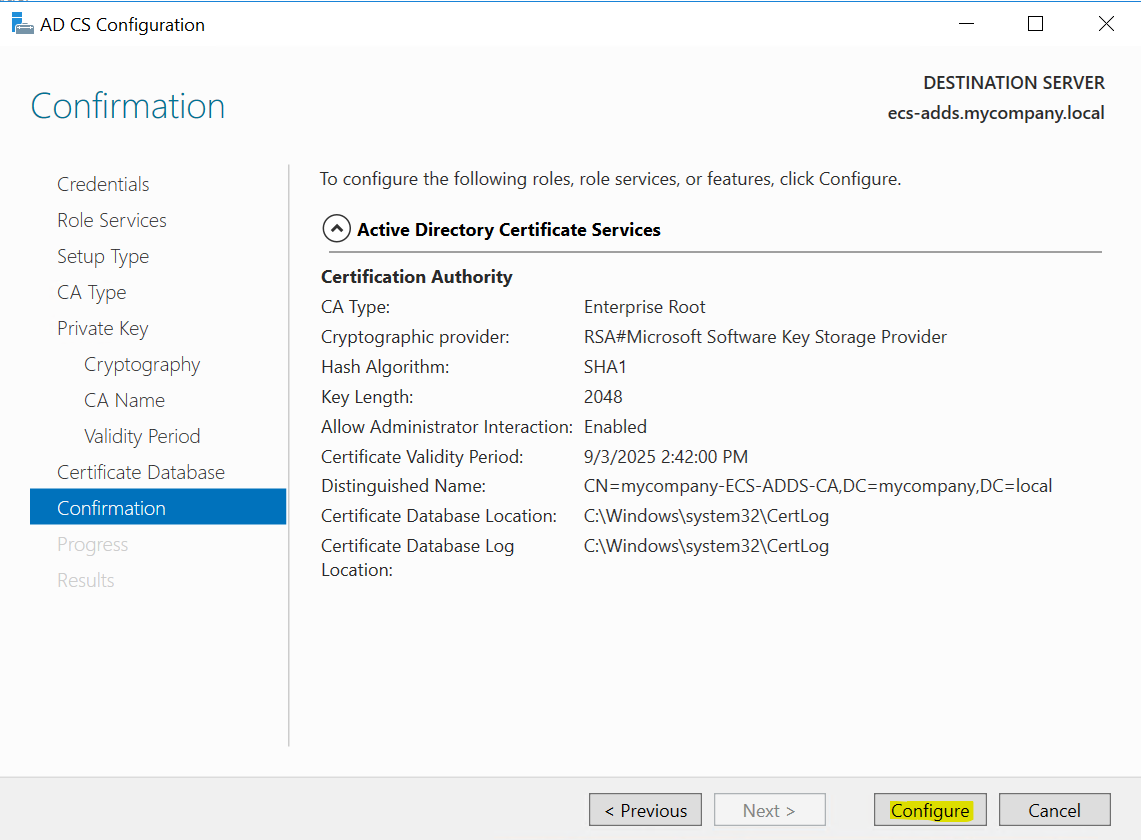 AD CS Configuration
Confirmation
DESTINATION SERVER
ecs-adds.mycompany.local
Credentials
Role Services
Setup Type
CA Type
Private Key
Cryptography
CA Name
Validity Period
Certificate Database
Confirmation
Progress
Results
To configure the following roles, role services, or features, click Configure.
Active Directory Certificate Services
Certification Authority
CA Type: Enterprise Root
Cryptographic provider: RSA#Microsoft Software Key Storage Provider
Hash Algorithm: SHA1
Key Length: 2048
Allow Administrator Interaction: Enabled
Certificate Validity Period: 9/3/2025 2:42:00 PM
Distinguished Name: CN=mycompany-ECS-ADDS-CA,DC=mycompany,DC=local
Certificate Database Location: C:\Windows\system32\CertLog
Certificate Database Log C:\Windows\system32\CertLog
Location:
< Previous Next > Configure Cancel